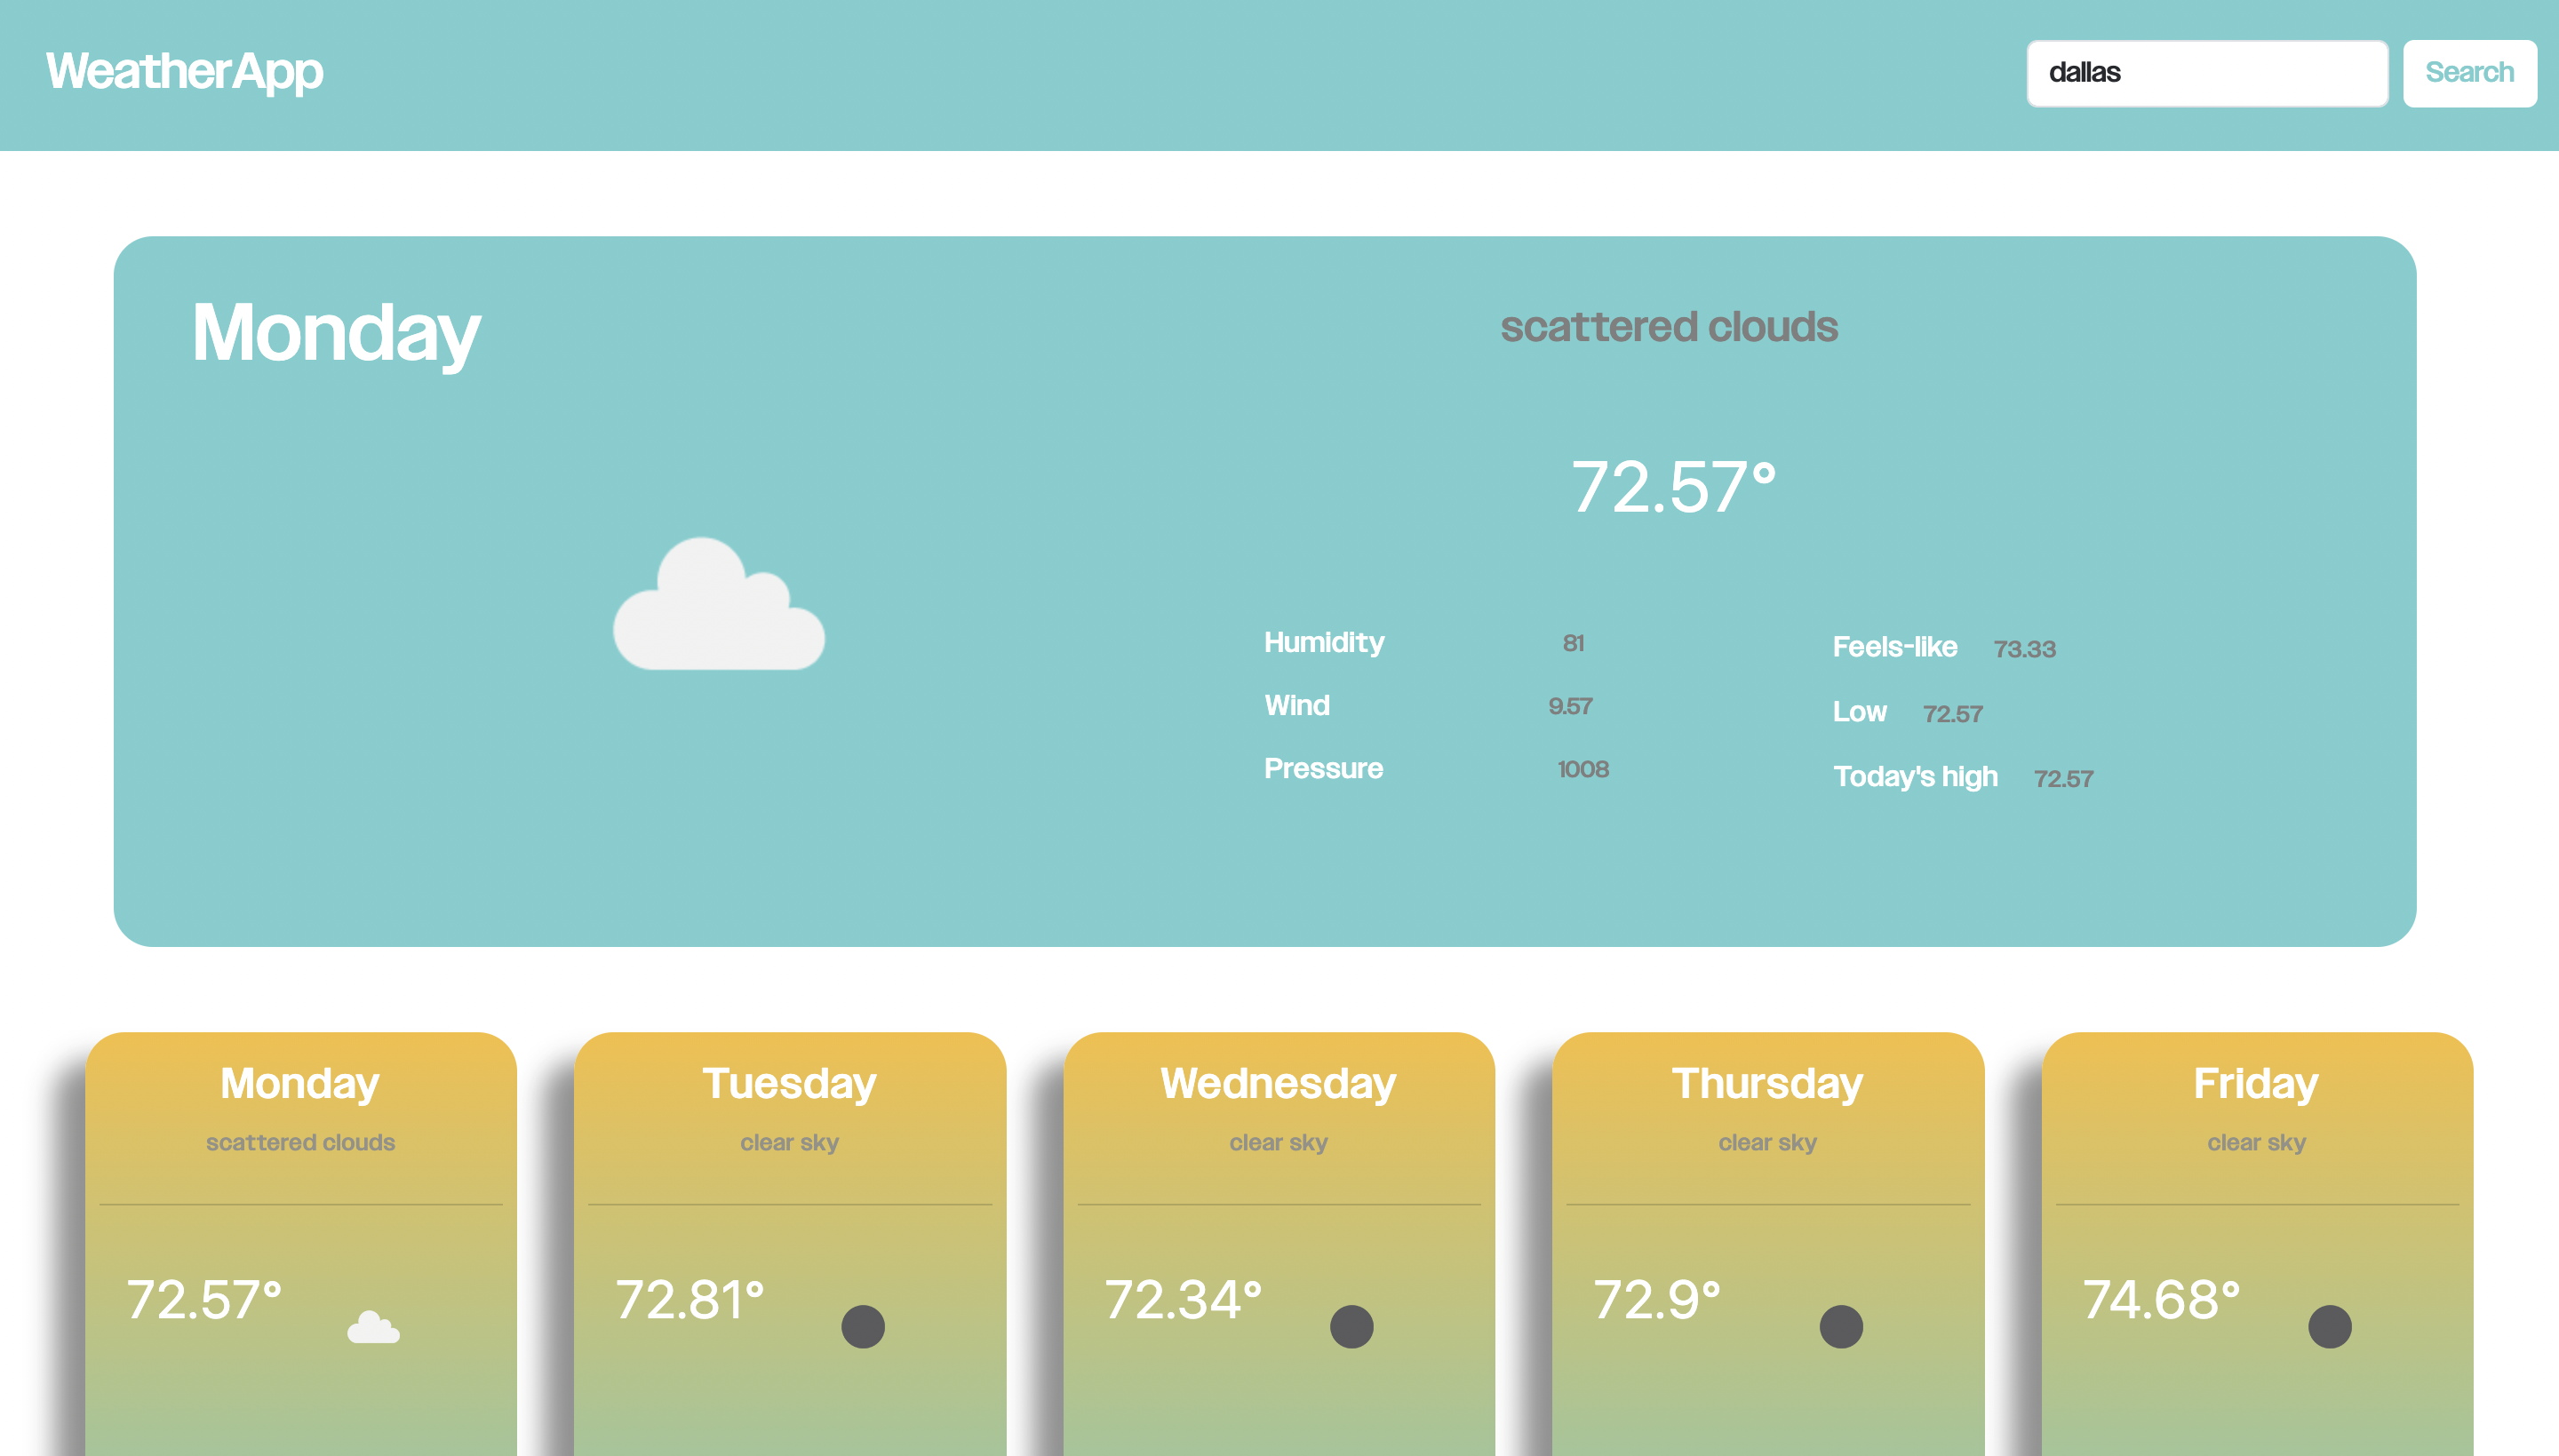 WeatherApp
dallas
Search
Monday
scattered clouds
72.57°
Humidity 81
Wind 9.57
Pressure 1008
Feels-like 73.33
Low 72.57
Today's high 72.57
Monday
scattered clouds
72.57°
Tuesday
clear sky
72.81°
Wednesday
clear sky
72.34°
Thursday
clear sky
72.9°
Friday
clear sky
74.68°